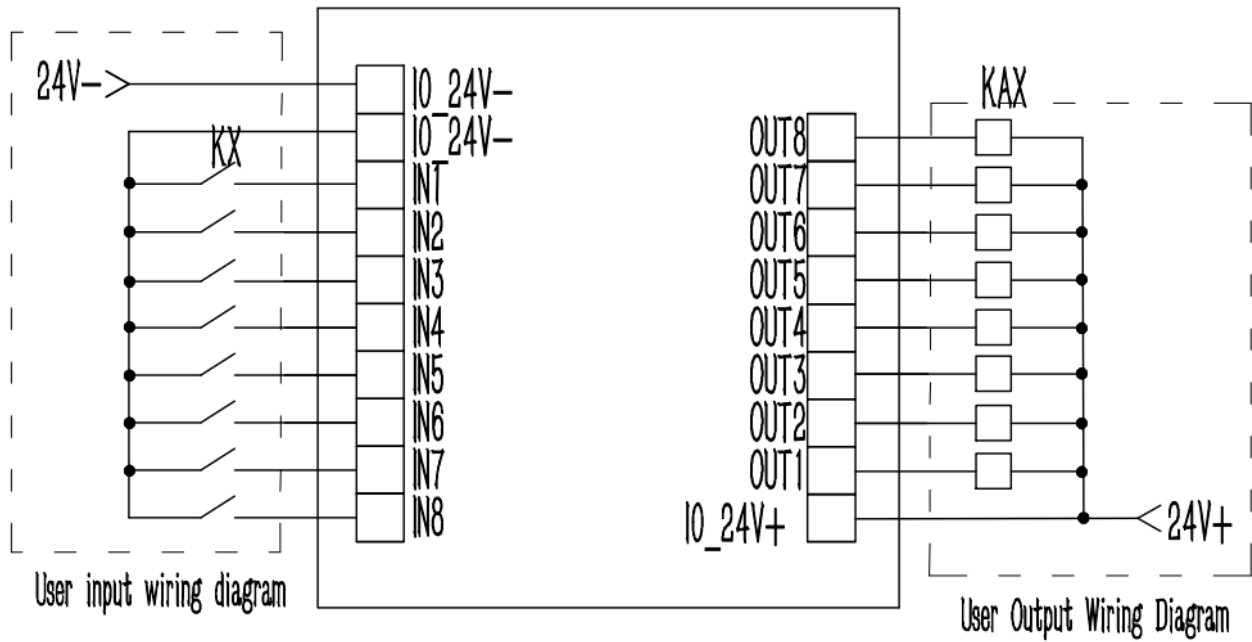 24V-
IO_24V-
IO_24V-
KX
IN1
IN2
IN3
IN4
IN5
IN6
IN7
IN8
User input wiring diagram
KAX
OUT8
OUT7
OUT6
OUT5
OUT4
OUT3
OUT2
OUT1
IO_24V+
24V+
User Output Wiring Diagram